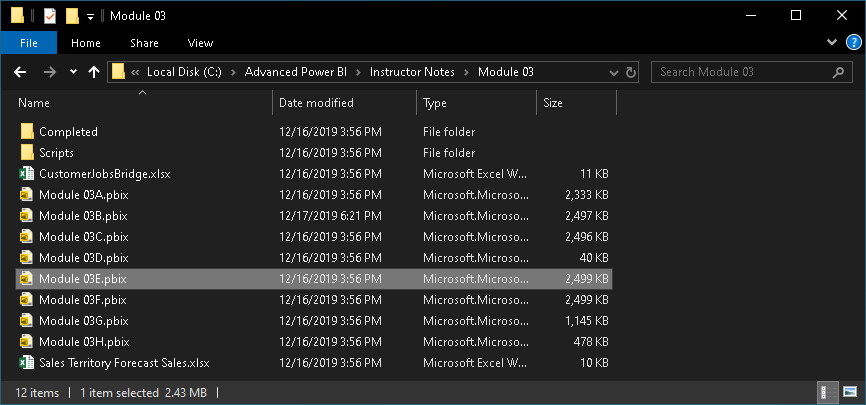 Module 03
File Home Share View
« Local Disk (C:) > Advanced Power BI > Instructor Notes > Module 03 Search Module 03
Name Date modified Type Size
Completed 12/16/2019 3:56 PM File folder
Scripts 12/16/2019 3:56 PM File folder
CustomerJobsBridge.xlsx 12/16/2019 3:56 PM Microsoft Excel W... 11 KB
Module 03A.pbix 12/16/2019 3:56 PM Microsoft.Microso... 2,333 KB
Module 03B.pbix 12/17/2019 6:21 PM Microsoft.Microso... 2,497 KB
Module 03C.pbix 12/16/2019 3:56 PM Microsoft.Microso... 2,496 KB
Module 03D.pbix 12/16/2019 3:56 PM Microsoft.Microso... 40 KB
Module 03E.pbix 12/16/2019 3:56 PM Microsoft.Microso... 2,499 KB
Module 03F.pbix 12/16/2019 3:56 PM Microsoft.Microso... 2,499 KB
Module 03G.pbix 12/16/2019 3:56 PM Microsoft.Microso... 1,145 KB
Module 03H.pbix 12/16/2019 3:56 PM Microsoft.Microso... 478 KB
Sales Territory Forecast Sales.xlsx 12/16/2019 3:56 PM Microsoft Excel W... 10 KB
12 items 1 item selected 2.43 MB